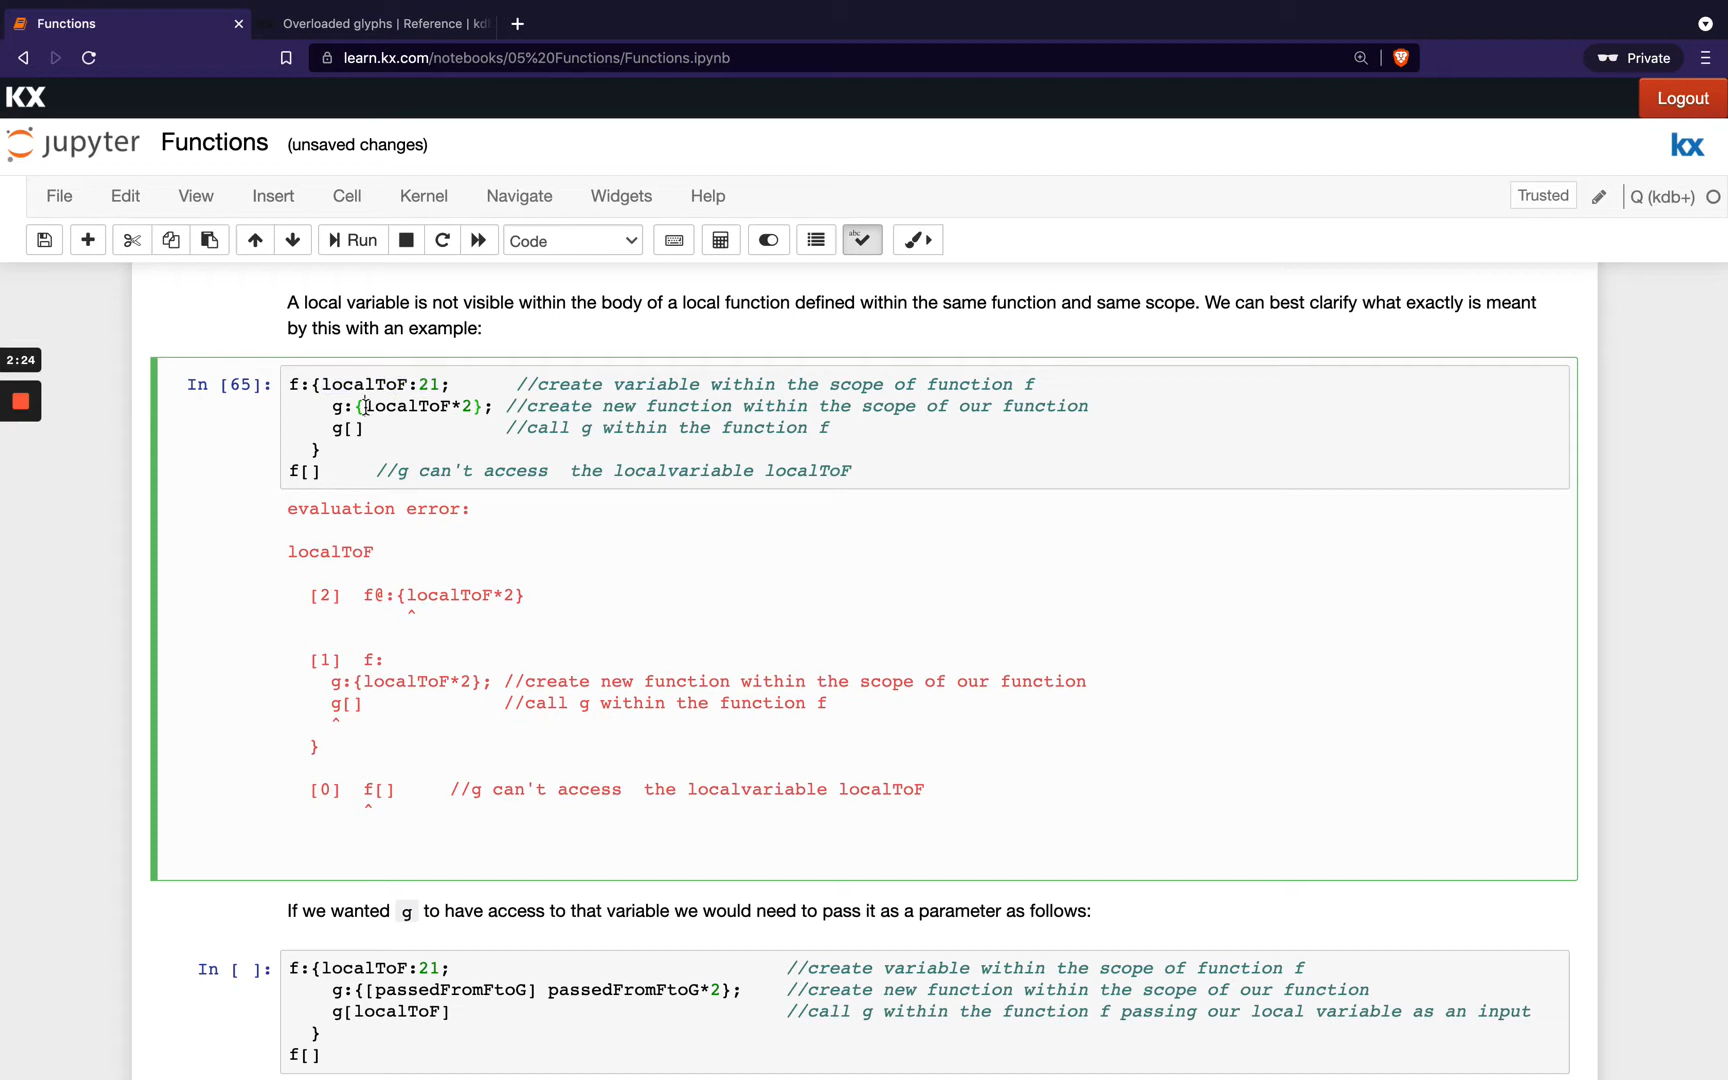 Functions
Overloaded glyphs | Reference | kd
learn.kx.com/notebooks/05%20Functions/Functions.ipynb
Private
KX
Logout
jupyter Functions (unsaved changes)
kx
File Edit View Insert Cell Kernel Navigate Widgets Help
Trusted
Q (kdb+)
Run
Code
abc
A local variable is not visible within the body of a local function defined within the same function and same scope. We can best clarify what exactly is meant
by this with an example:
2:24
In [65]:
f:{localToF:21; //create variable within the scope of function f
g:{localToF*2}; //create new function within the scope of our function
g[] //call g within the function f
}
f[] //g can't access  the localvariable localToF
evaluation error:
localToF
[2] f@:{localToF*2}
^
[1] f:
g:{localToF*2}; //create new function within the scope of our function
g[] //call g within the function f
^
}
[0] f[] //g can't access  the localvariable localToF
^
If we wanted g to have access to that variable we would need to pass it as a parameter as follows:
In [ ]:
f:{localToF:21; //create variable within the scope of function f
g:{[passedFromFtoG] passedFromFtoG*2}; //create new function within the scope of our function
g[localToF] //call g within the function f passing our local variable as an input
}
f[]